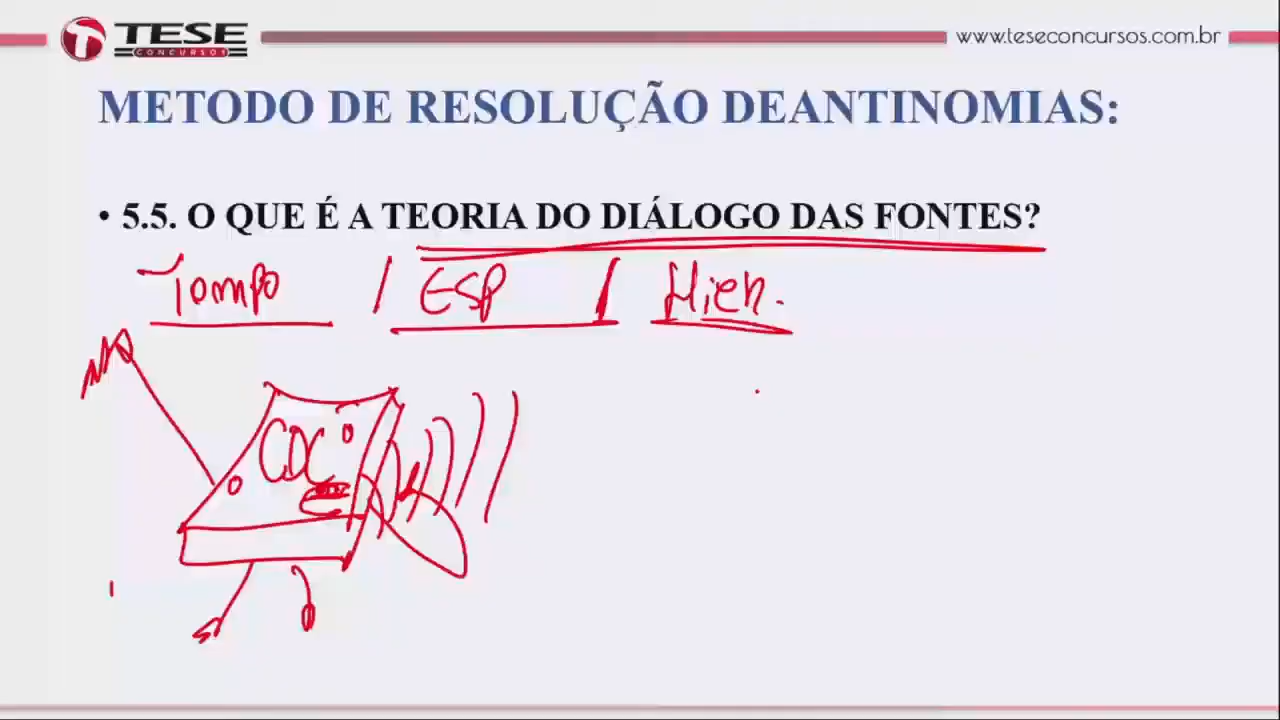 TESE
CONCURSOS
www.teseconcursos.com.br
METODO DE RESOLUÇÃO DEANTINOMIAS:
• 5.5. O QUE É A TEORIA DO DIÁLOGO DAS FONTES?
Tempo / ESP / Hier.
CDC